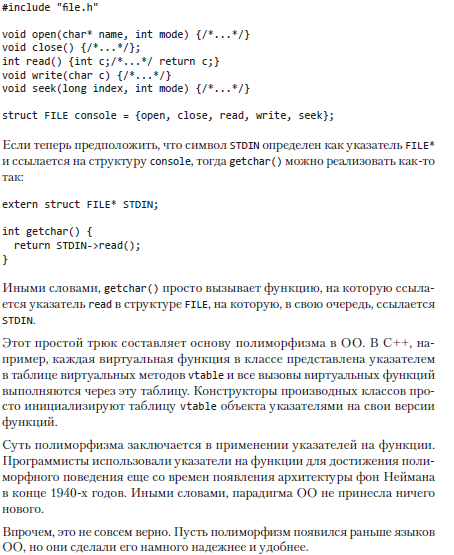 #include "file.h"
void open(char* name, int mode) {/*...*/}
void close() {/*...*/};
int read() {int c;/*...*/ return c;}
void write(char c) {/*...*/}
void seek(long index, int mode) {/*...*/}
struct FILE console = {open, close, read, write, seek};
Если теперь предположить, что символ STDIN определен как указатель FILE*
и ссылается на структуру console, тогда getchar() можно реализовать как-то
так:
extern struct FILE* STDIN;
int getchar() {
return STDIN->read();
}
Иными словами, getchar() просто вызывает функцию, на которую ссыла-
ется указатель read в структуре FILE, на которую, в свою очередь, ссылается
STDIN.
Этот простой трюк составляет основу полиморфизма в ОО. В C++, на-
пример, каждая виртуальная функция в классе представлена указателем
в таблице виртуальных методов vtable и все вызовы виртуальных функций
выполняются через эту таблицу. Конструкторы производных классов про-
сто инициализируют таблицу vtable объекта указателями на свои версии
функций.
Суть полиморфизма заключается в применении указателей на функции.
Программисты использовали указатели на функции для достижения поли-
морфного поведения еще со времен появления архитектуры фон Неймана
в конце 1940-х годов. Иными словами, парадигма ОО не принесла ничего
нового.
Впрочем, это не совсем верно. Пусть полиморфизм появился раньше языков
ОО, но они сделали его намного надежнее и удобнее.